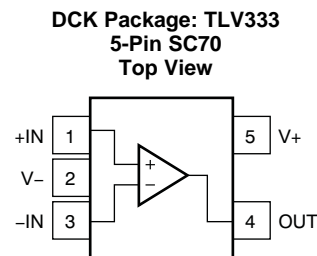 DCK Package: TLV333
5-Pin SC70
Top View
+IN 1 5 V+
+
V– 2
–
–IN 3 4 OUT